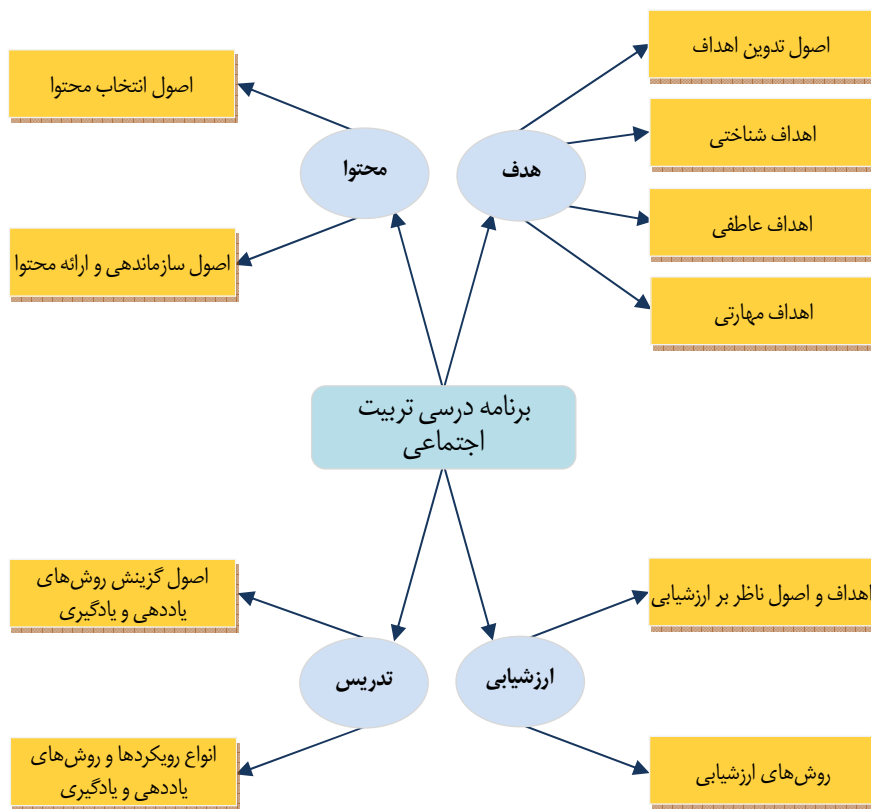 اصول تدوین اهداف
اهداف شناختی
اهداف عاطفی
اهداف مهارتی
هدف
محتوا
اصول انتخاب محتوا
اصول سازماندهی و ارائه محتوا
برنامه درسی تربیت
اجتماعی
اهداف و اصول ناظر بر ارزشیابی
ارزشیابی
روش‌های ارزشیابی
اصول گزینش روش‌های
یاددهی و یادگیری
تدریس
انواع رویکردها و روش‌های
یاددهی و یادگیری